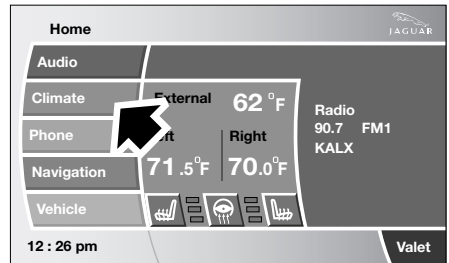 Home
JAGUAR
Audio
Climate
Phone
Navigation
Vehicle
External 62 °F
Right
71.5°F 70.0°F
Radio
90.7 FM1
KALX
12 : 26 pm
Valet